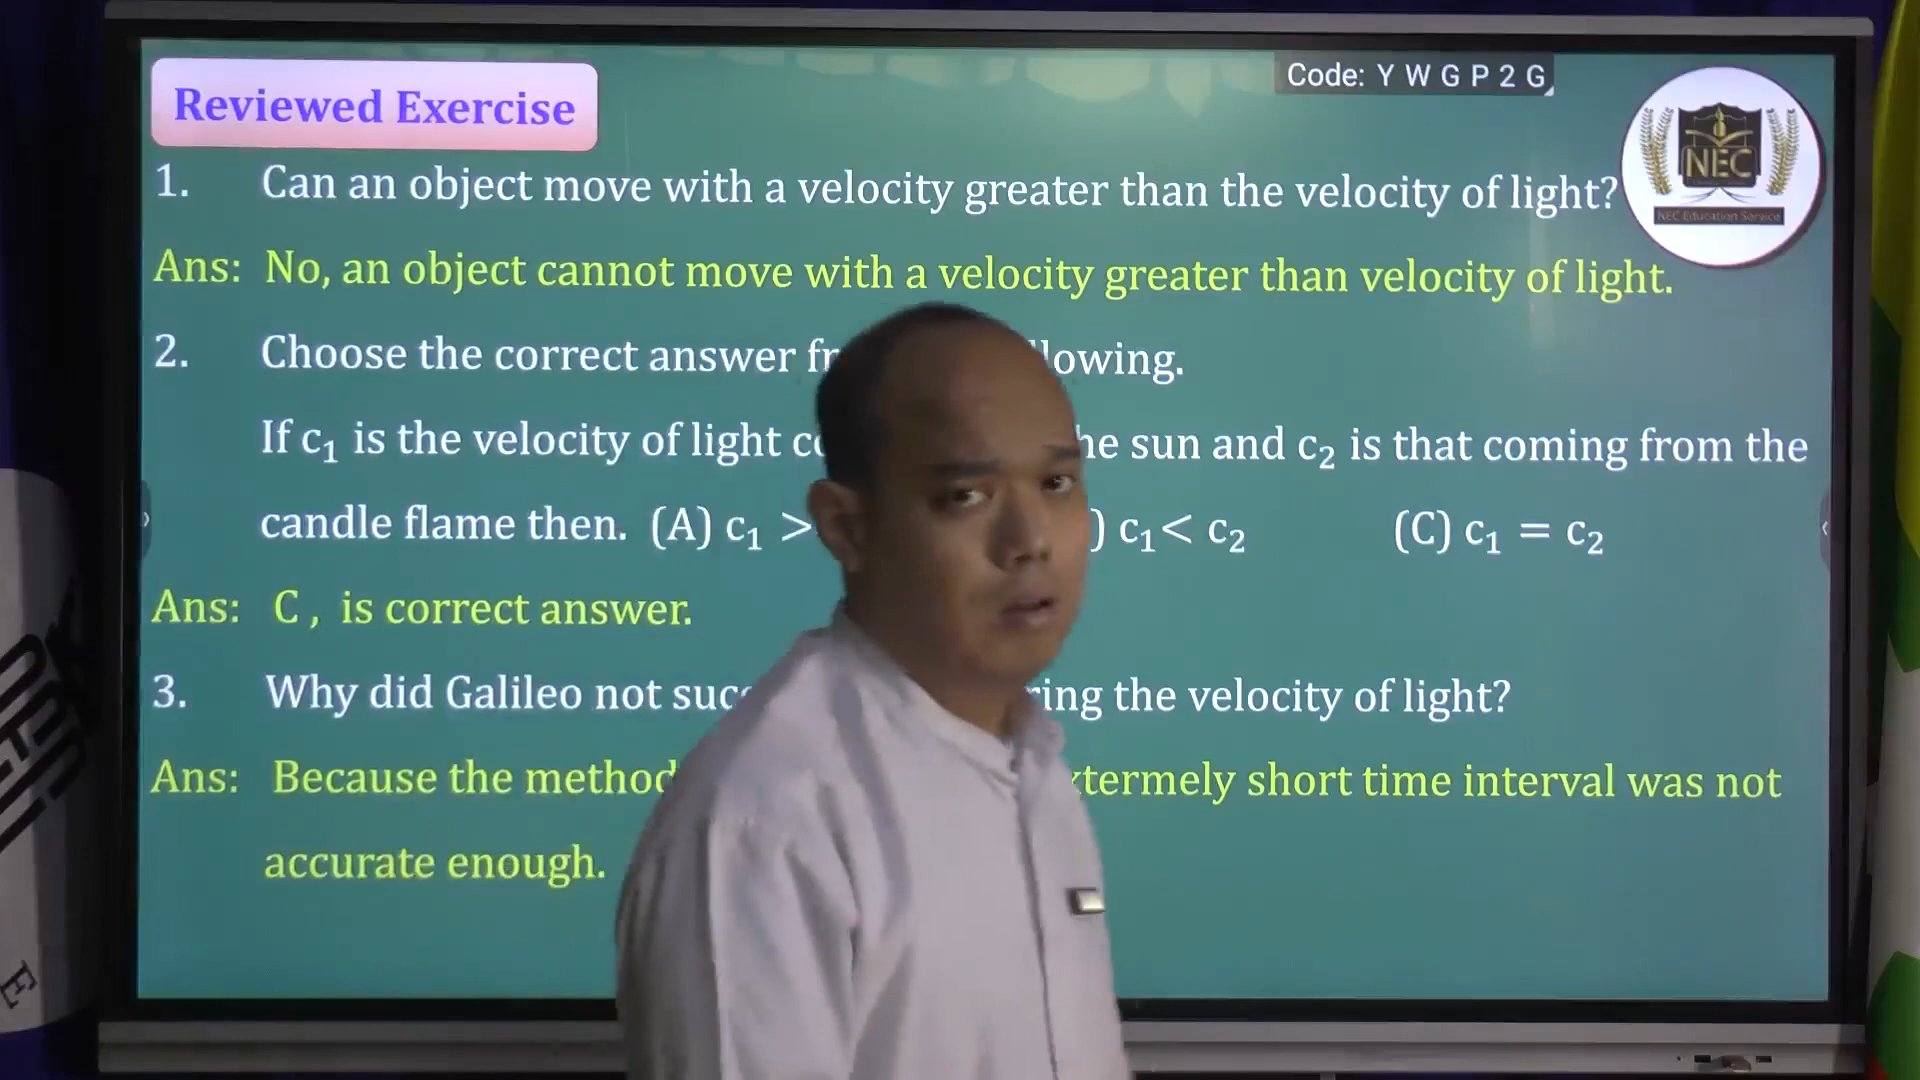 Code: Y W G P 2 G
Reviewed Exercise
NEC
NEC Education Service
1. Can an object move with a velocity greater than the velocity of light?
Ans: No, an object cannot move with a velocity greater than velocity of light.
2. Choose the correct answer lowing.
If c₁ is the velocity of light he sun and c₂ is that coming from the
candle flame then. (A) c₁ > ) c₁< c₂ (C) c₁ = c₂
Ans: C , is correct answer.
3. Why did Galileo not suc ring the velocity of light?
Ans: Because the method termely short time interval was not
accurate enough.
E